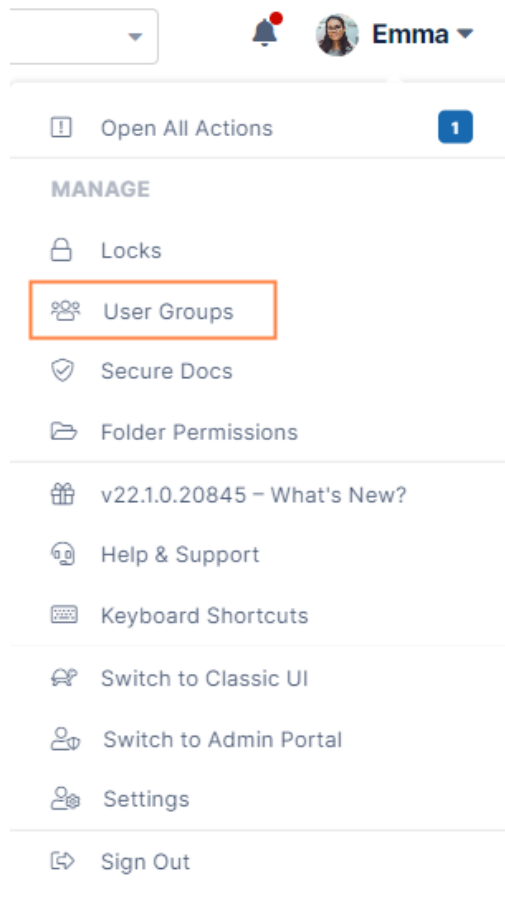 Emma
Open All Actions 1
MANAGE
Locks
User Groups
Secure Docs
Folder Permissions
v22.1.0.20845 – What's New?
Help & Support
Keyboard Shortcuts
Switch to Classic UI
Switch to Admin Portal
Settings
Sign Out